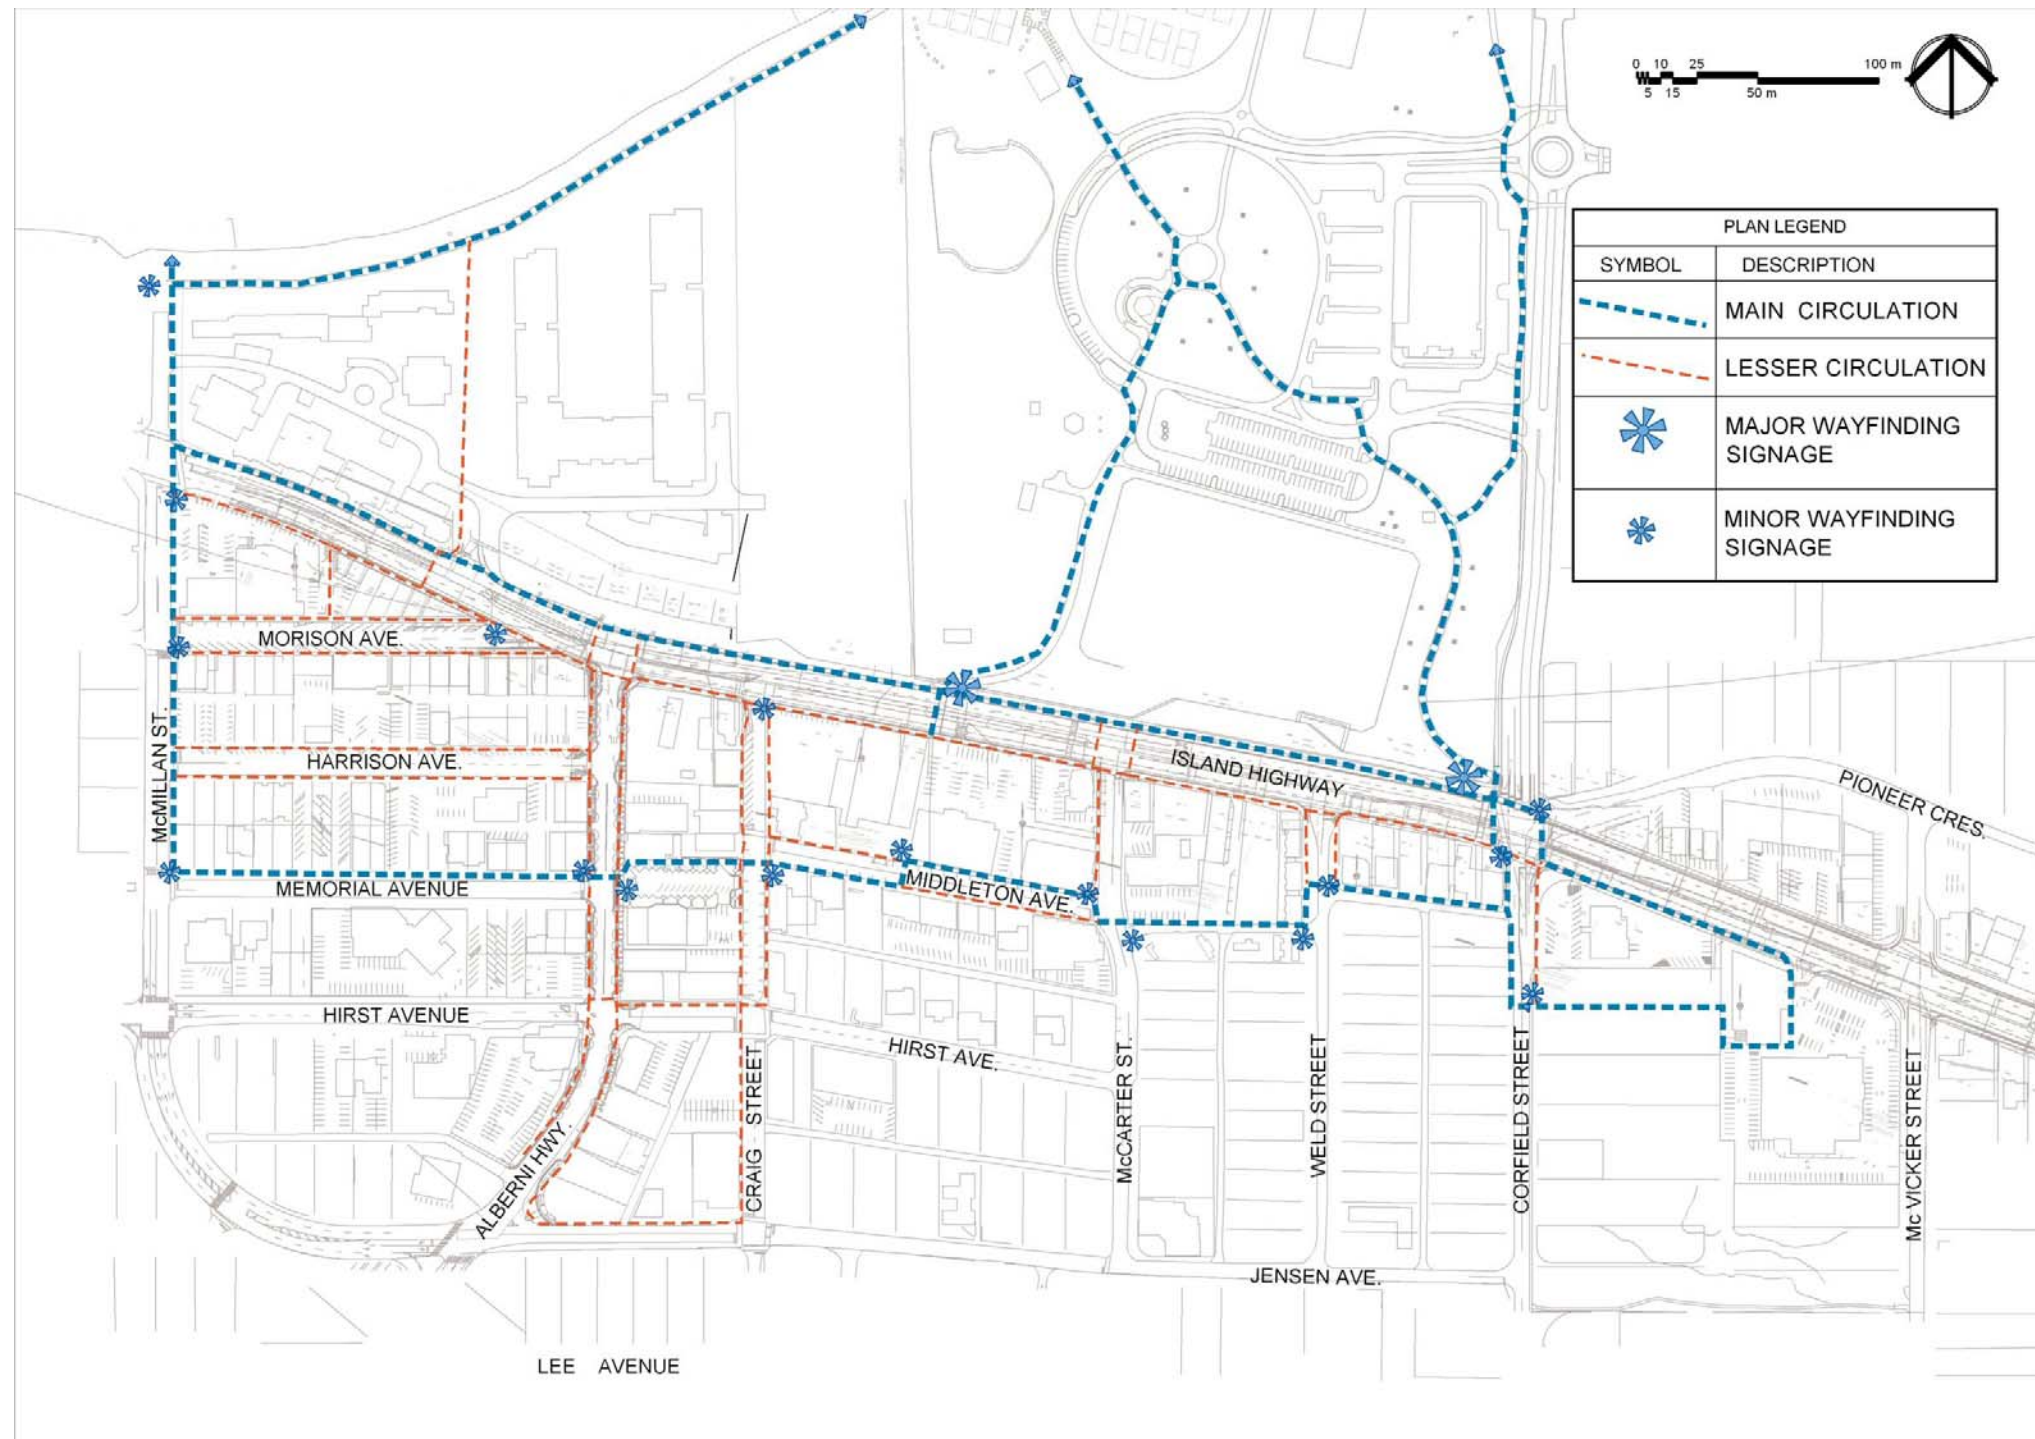 0 10 25 100 m
5 15 50 m
PLAN LEGEND
SYMBOL DESCRIPTION
MAIN CIRCULATION
LESSER CIRCULATION
MAJOR WAYFINDING
SIGNAGE
MINOR WAYFINDING
SIGNAGE
MORISON AVE.
McMILLAN ST.
HARRISON AVE.
ISLAND HIGHWAY
PIONEER CRES.
MEMORIAL AVENUE
MIDDLETON AVE.
HIRST AVENUE
HIRST AVE.
ALBERNI HWY.
CRAIG STREET
McCARTER ST.
WELD STREET
CORFIELD STREET
Mc VICKER STREET
JENSEN AVE.
LEE AVENUE